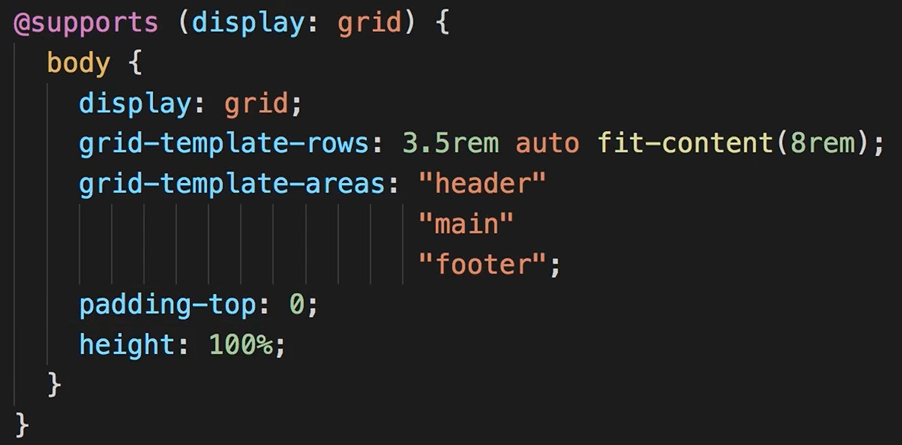 @supports (display: grid) {
  body {
    display: grid;
    grid-template-rows: 3.5rem auto fit-content(8rem);
    grid-template-areas: "header"
                         "main"
                         "footer";
    padding-top: 0;
    height: 100%;
  }
}